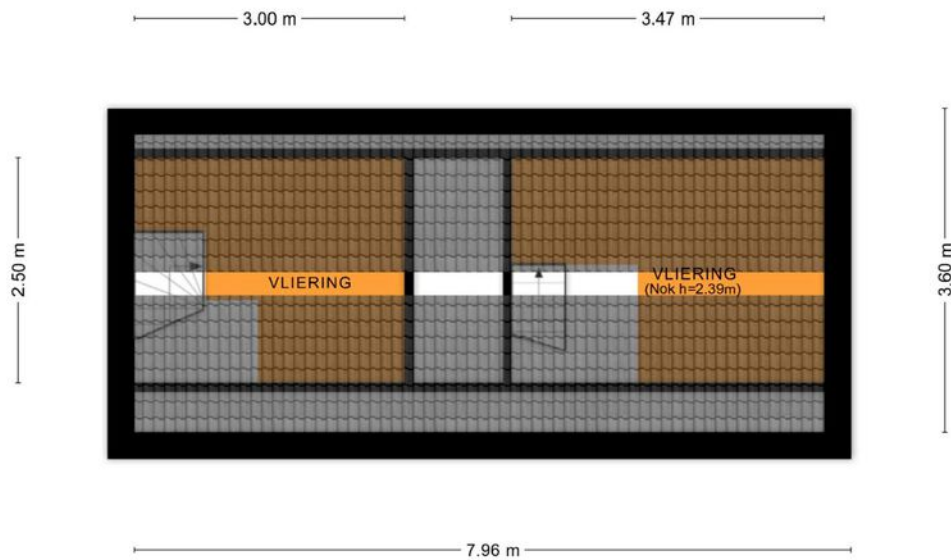 3.00 m
3.47 m
2.50 m
3.60 m
VLIERING
VLIERING
(Nok h=2.39m)
7.96 m